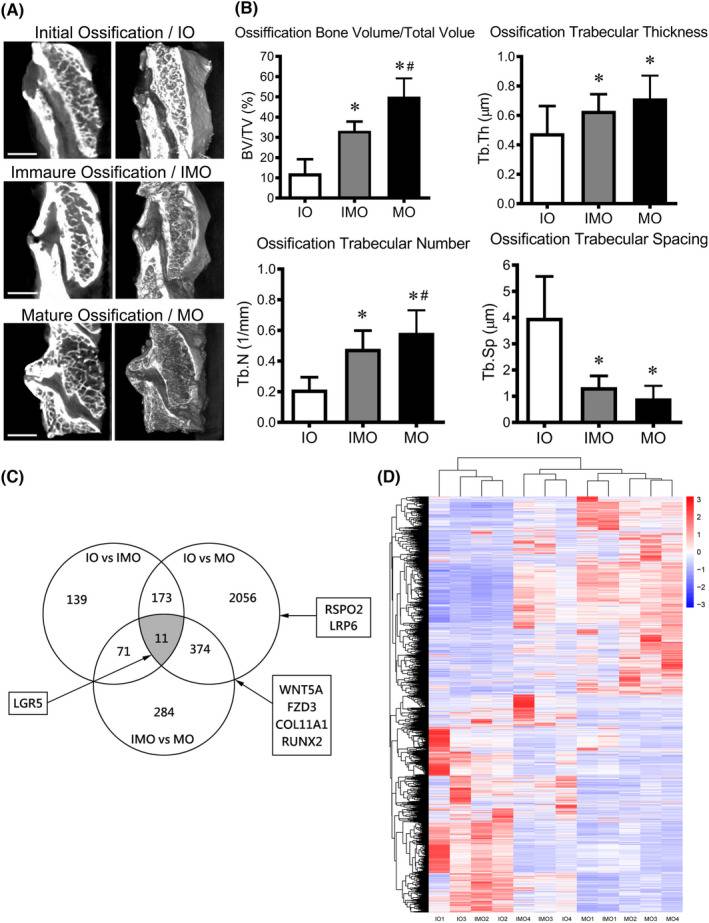 (A)
Initial Ossification / IO
Immaure Ossification / IMO
Mature Ossification / MO
(B)
Ossiffication Bone Volume/Total Volue
BV/TV (%)
70
60
50
40
30
20
10
0
*
*#
IO IMO MO
Ossification Trabecular Thickness
Tb.Th (μm)
1.0
0.8
0.6
0.4
0.2
0.0
*
*
IO IMO MO
Ossification Trabecular Number
Tb.N (1/mm)
1.0
0.8
0.6
0.4
0.2
0.0
*
*#
IO IMO MO
Ossification Trabecular Spacing
Tb.Sp (μm)
6
5
4
3
2
1
0
*
*
IO IMO MO
(C)
IO vs IMO
IO vs MO
139
173
2056
11
71
374
284
IMO vs MO
LGR5
RSPO2
LRP6
WNT5A
FZD3
COL11A1
RUNX2
(D)
3
2
1
0
−1
−2
−3
IO1 IO3 IMO2 IO2 IMO4 IMO3 IO4 MO1 IMO1 MO2 MO3 MO4